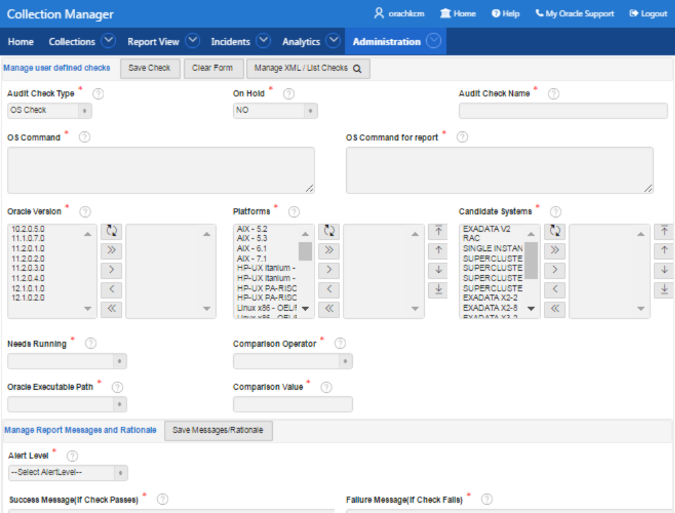 Collection Manager
orachkcm Home Help My Oracle Support Logout
Home Collections Report View Incidents Analytics Administration
Manage user defined checks Save Check Clear Form Manage XML / List Checks
Audit Check Type * ? On Hold * ? Audit Check Name * ?
OS Check NO
OS Command * ? OS Command for report * ?
Oracle Version * ? Platforms * ? Candidate Systems * ?
10.2.0.5.0 AIX - 5.2 EXADATA V2
11.1.0.7.0 AIX - 5.3 RAC
11.2.0.1.0 AIX - 6.1 SINGLE INSTAN
11.2.0.2.0 AIX - 7.1 SUPERCLUSTE
11.2.0.3.0 HP-UX Itanium - SUPERCLUSTE
11.2.0.4.0 HP-UX Itanium - SUPERCLUSTE
12.1.0.1.0 HP-UX PA-RISC SUPERCLUSTE
12.1.0.2.0 HP-UX PA-RISC EXADATA X2-2
Linux x86 - OEL/R EXADATA X2-8
Linux x86 - OEL/R EXADATA X3-2
Needs Running * ? Comparison Operator * ?
Oracle Executable Path * ? Comparison Value * ?
Manage Report Messages and Rationale Save Messages/Rationale
Alert Level * ?
--Select AlertLevel--
Success Message(If Check Passes) * ? Failure Message(If Check Fails) * ?